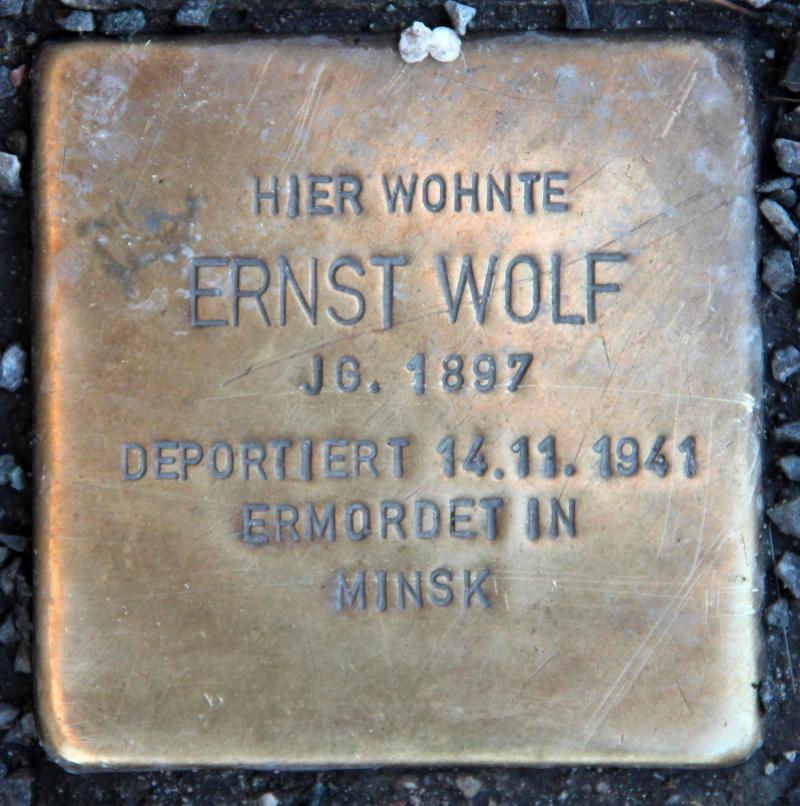 HIER WOHNTE
ERNST WOLF
JG. 1897
DEPORTIERT 14.11.1941
ERMORDET IN
MINSK